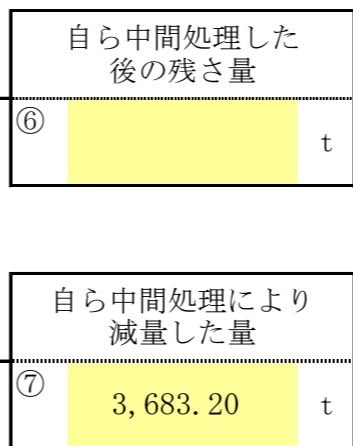 自ら中間処理した
後の残さ量
⑥
t
自ら中間処理により
減量した量
⑦ 3,683.20 t